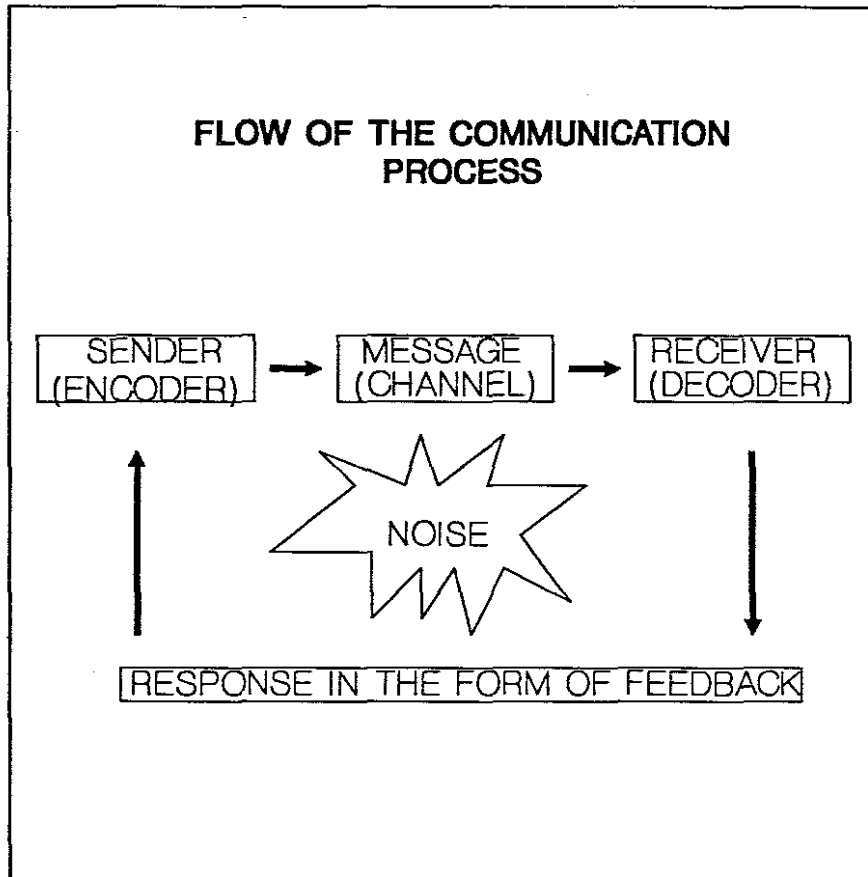 FLOW OF THE COMMUNICATION
PROCESS
SENDER
(ENCODER)
MESSAGE
(CHANNEL)
RECEIVER
(DECODER)
NOISE
RESPONSE IN THE FORM OF FEEDBACK